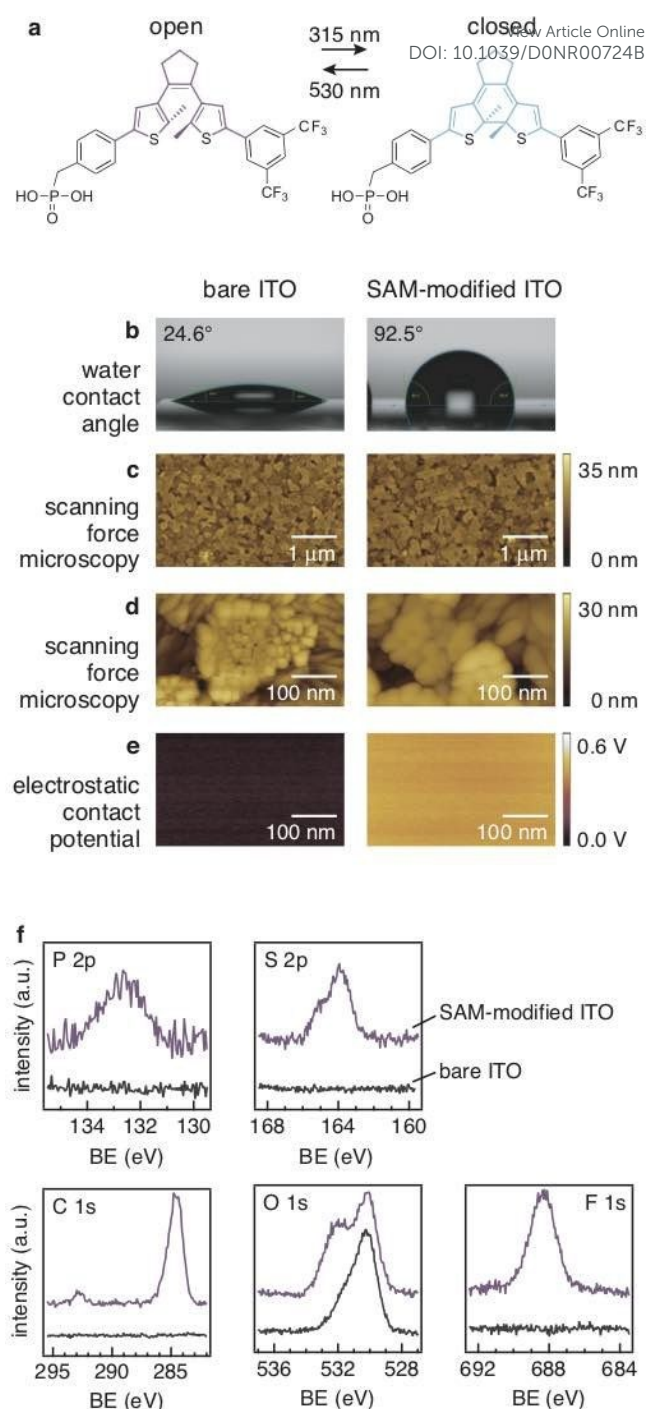 a
open
315 nm
530 nm
closed
View Article Online
DOI: 10.1039/D0NR00724B
S
S
CF3
CF3
HO-P-OH
O
S
S
CF3
CF3
HO-P-OH
O
bare ITO
SAM-modified ITO
b
water
contact
angle
24.6°
92.5°
c
scanning
force
microscopy
1 μm
1 μm
35 nm
0 nm
d
scanning
force
microscopy
100 nm
100 nm
30 nm
0 nm
e
electrostatic
contact
potential
100 nm
100 nm
0.6 V
0.0 V
f
intensity (a.u.)
P 2p
134 132 130
BE (eV)
S 2p
168 164 160
BE (eV)
SAM-modified ITO
bare ITO
intensity (a.u.)
C 1s
295 290 285
BE (eV)
O 1s
536 532 528
BE (eV)
F 1s
692 688 684
BE (eV)